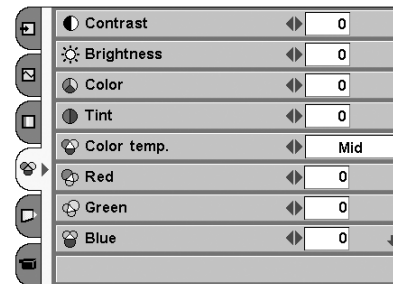 Contrast 0
Brightness 0
Color 0
Tint 0
Color temp. Mid
Red 0
Green 0
Blue 0